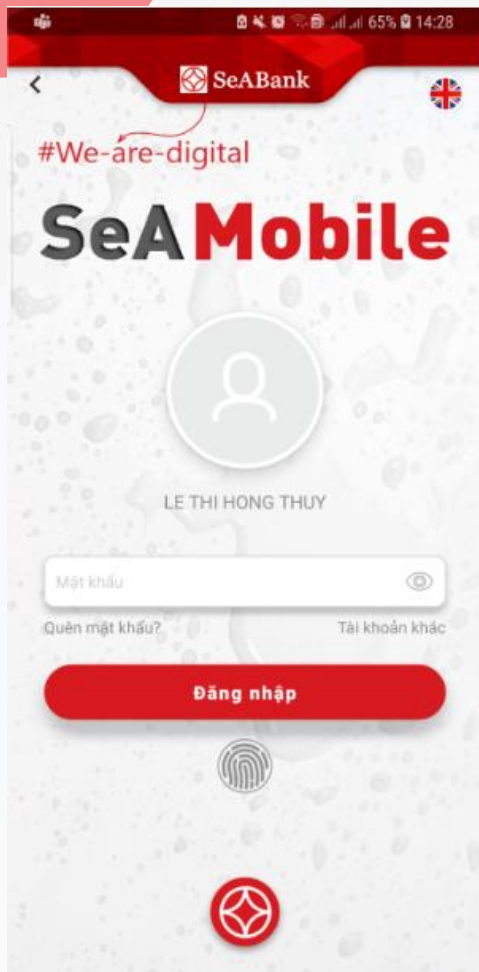 65% 14:28
SeABank
#We-are-digital
SeAMobile
LE THI HONG THUY
Mật khẩu
Quên mật khẩu? Tài khoản khác
Đăng nhập